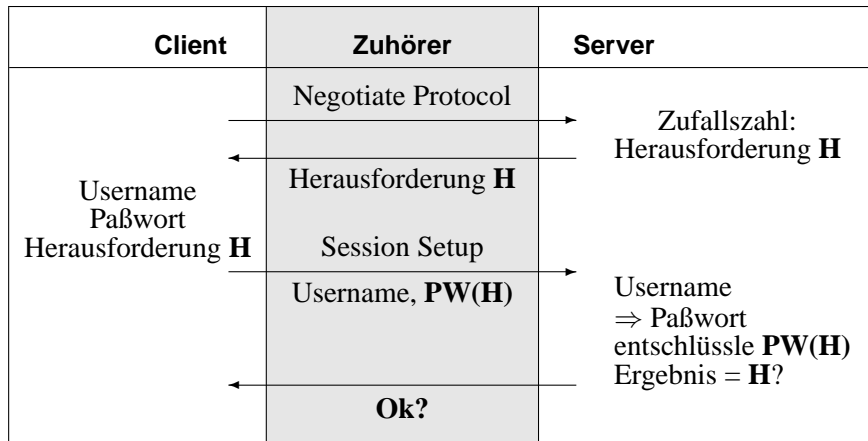 Client Zuhörer Server
Negotiate Protocol
Zufallszahl:
Herausforderung H
Herausforderung H
Username
Paßwort
Herausforderung H
Session Setup
Username, PW(H)
Username
⇒ Paßwort
entschlüssle PW(H)
Ergebnis = H?
Ok?